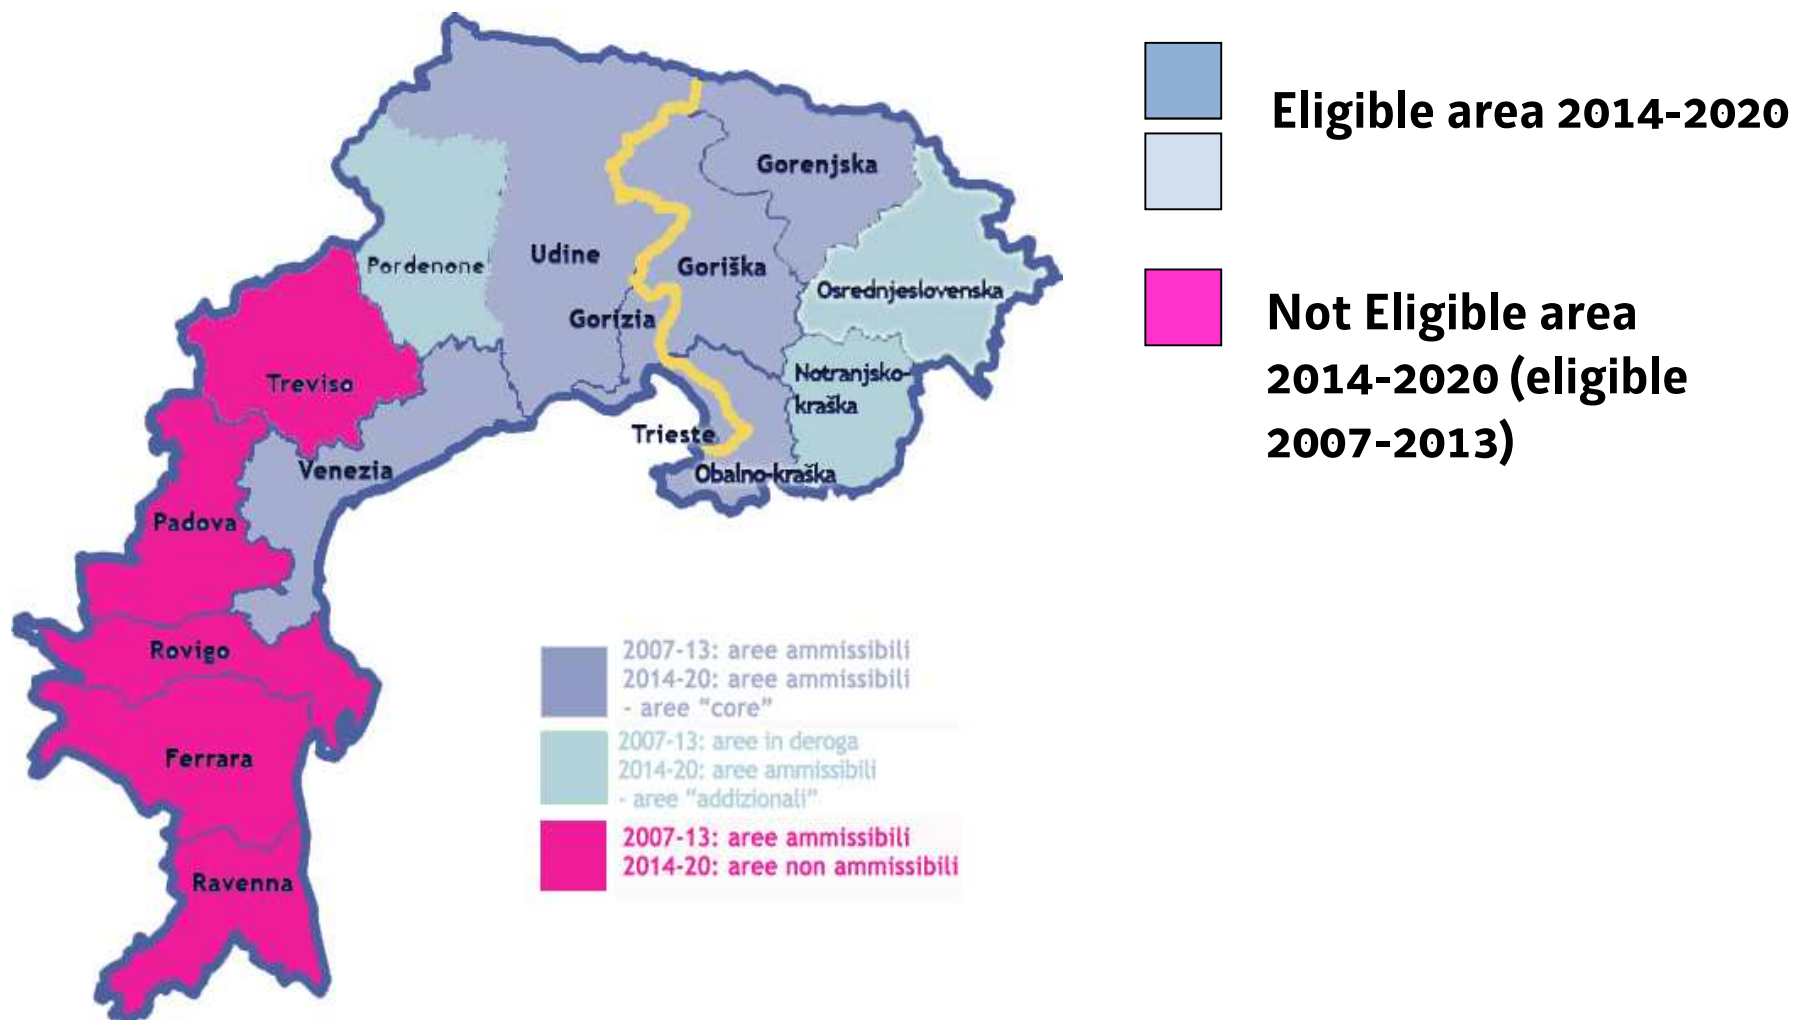 Eligible area 2014-2020
Not Eligible area
2014-2020 (eligible
2007-2013)
Gorenjska
Udine
Pordenone
Goriška
Osrednjeslovenska
Gorizia
Treviso
Notranjsko-
kraška
Trieste
Venezia
Obalno-kraška
Padova
Rovigo
Ferrara
Ravenna
2007-13: aree ammissibili
2014-20: aree ammissibili
- aree “core”
2007-13: aree in deroga
2014-20: aree ammissibili
- aree “addizionali”
2007-13: aree ammissibili
2014-20: aree non ammissibili